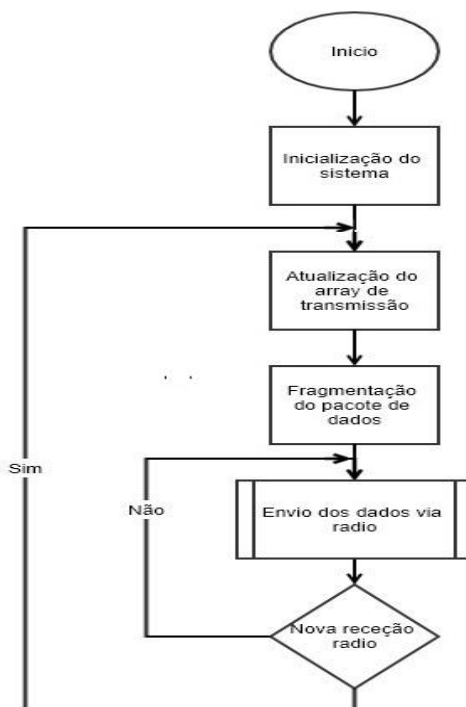 Inicio
Inicialização do
sistema
Atualização do
array de
transmissão
Fragmentação
do pacote de
dados
Sim
Não
Envio dos dados via
radio
Nova receção
radio